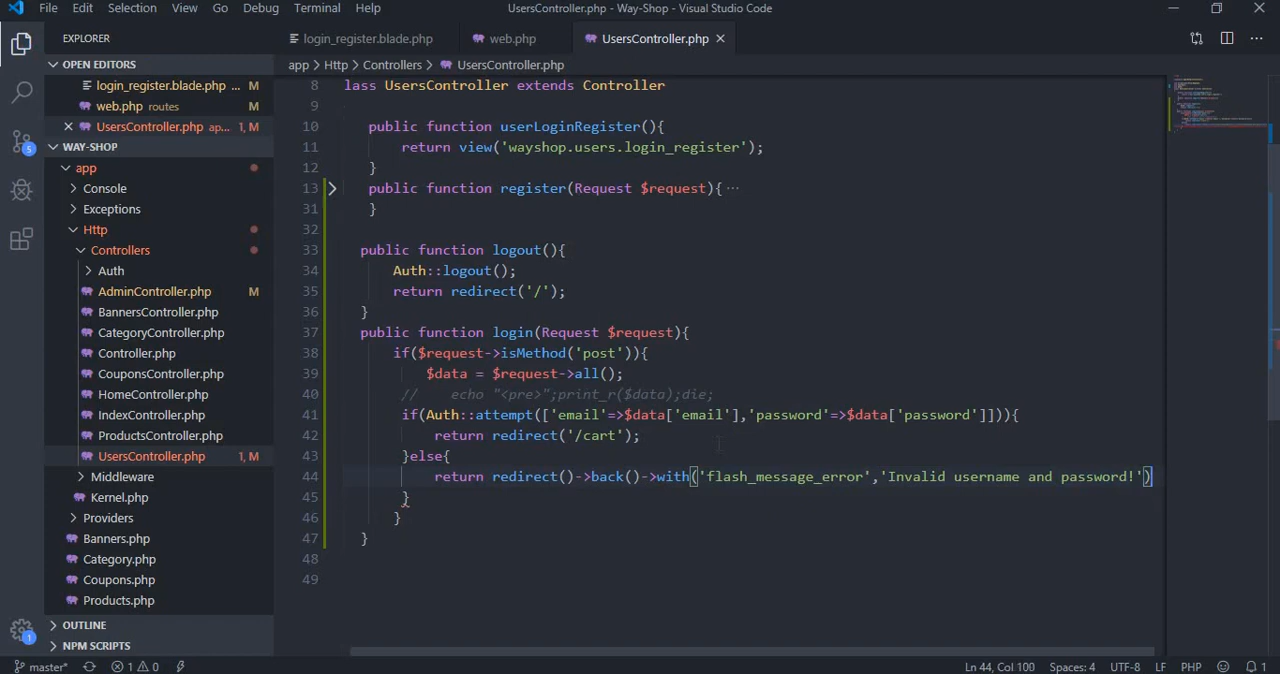 File Edit Selection View Go Debug Terminal Help UsersController.php - Way-Shop - Visual Studio Code
EXPLORER
OPEN EDITORS
login_register.blade.php ... M
web.php routes M
UsersController.php ap... 1, M
WAY-SHOP
app
Console
Exceptions
Http
Controllers
Auth
AdminController.php M
BannersController.php
CategoryController.php
Controller.php
CouponsController.php
HomeController.php
IndexController.php
ProductsController.php
UsersController.php 1, M
Middleware
Kernel.php
Providers
Banners.php
Category.php
Coupons.php
Products.php
OUTLINE
NPM SCRIPTS
login_register.blade.php web.php UsersController.php
app > Http > Controllers > UsersController.php
8 lass UsersController extends Controller
9
10 public function userLoginRegister(){
11 return view('wayshop.users.login_register');
12 }
13 public function register(Request $request){ ...
31 }
32
33 public function logout(){
34 Auth::logout();
35 return redirect('/');
36 }
37 public function login(Request $request){
38 if($request->isMethod('post')){
39 $data = $request->all();
40 // echo "<pre>";print_r($data);die;
41 if(Auth::attempt(['email'=>$data['email'],'password'=>$data['password']])){
42 return redirect('/cart');
43 }else{
44 return redirect()->back()->with('flash_message_error','Invalid username and password!')
45 }
46 }
47 }
48
49
5
1
master* 1 0 Ln 44, Col 100 Spaces: 4 UTF-8 LF PHP 1